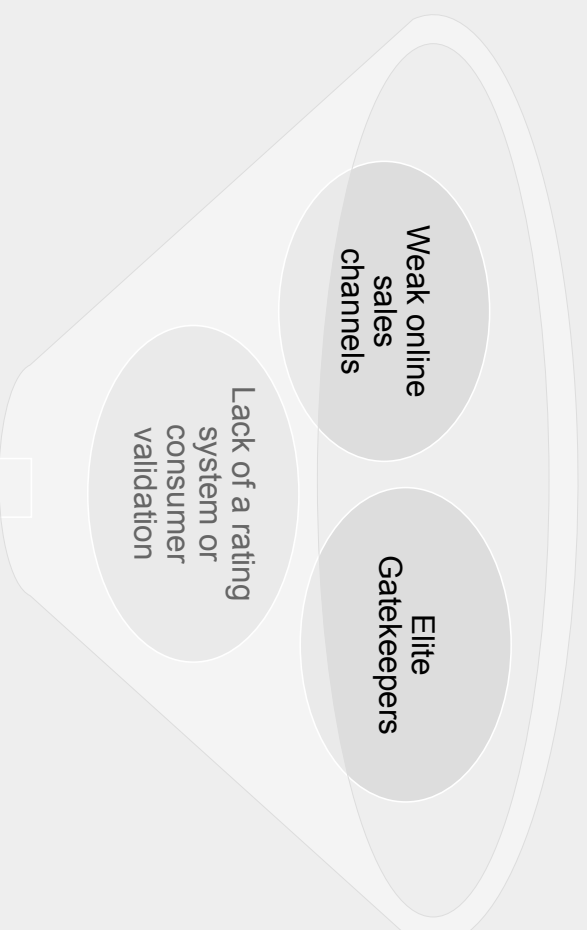 Weak online
sales
channels
Elite
Gatekeepers
Lack of a rating
system or
consumer
validation